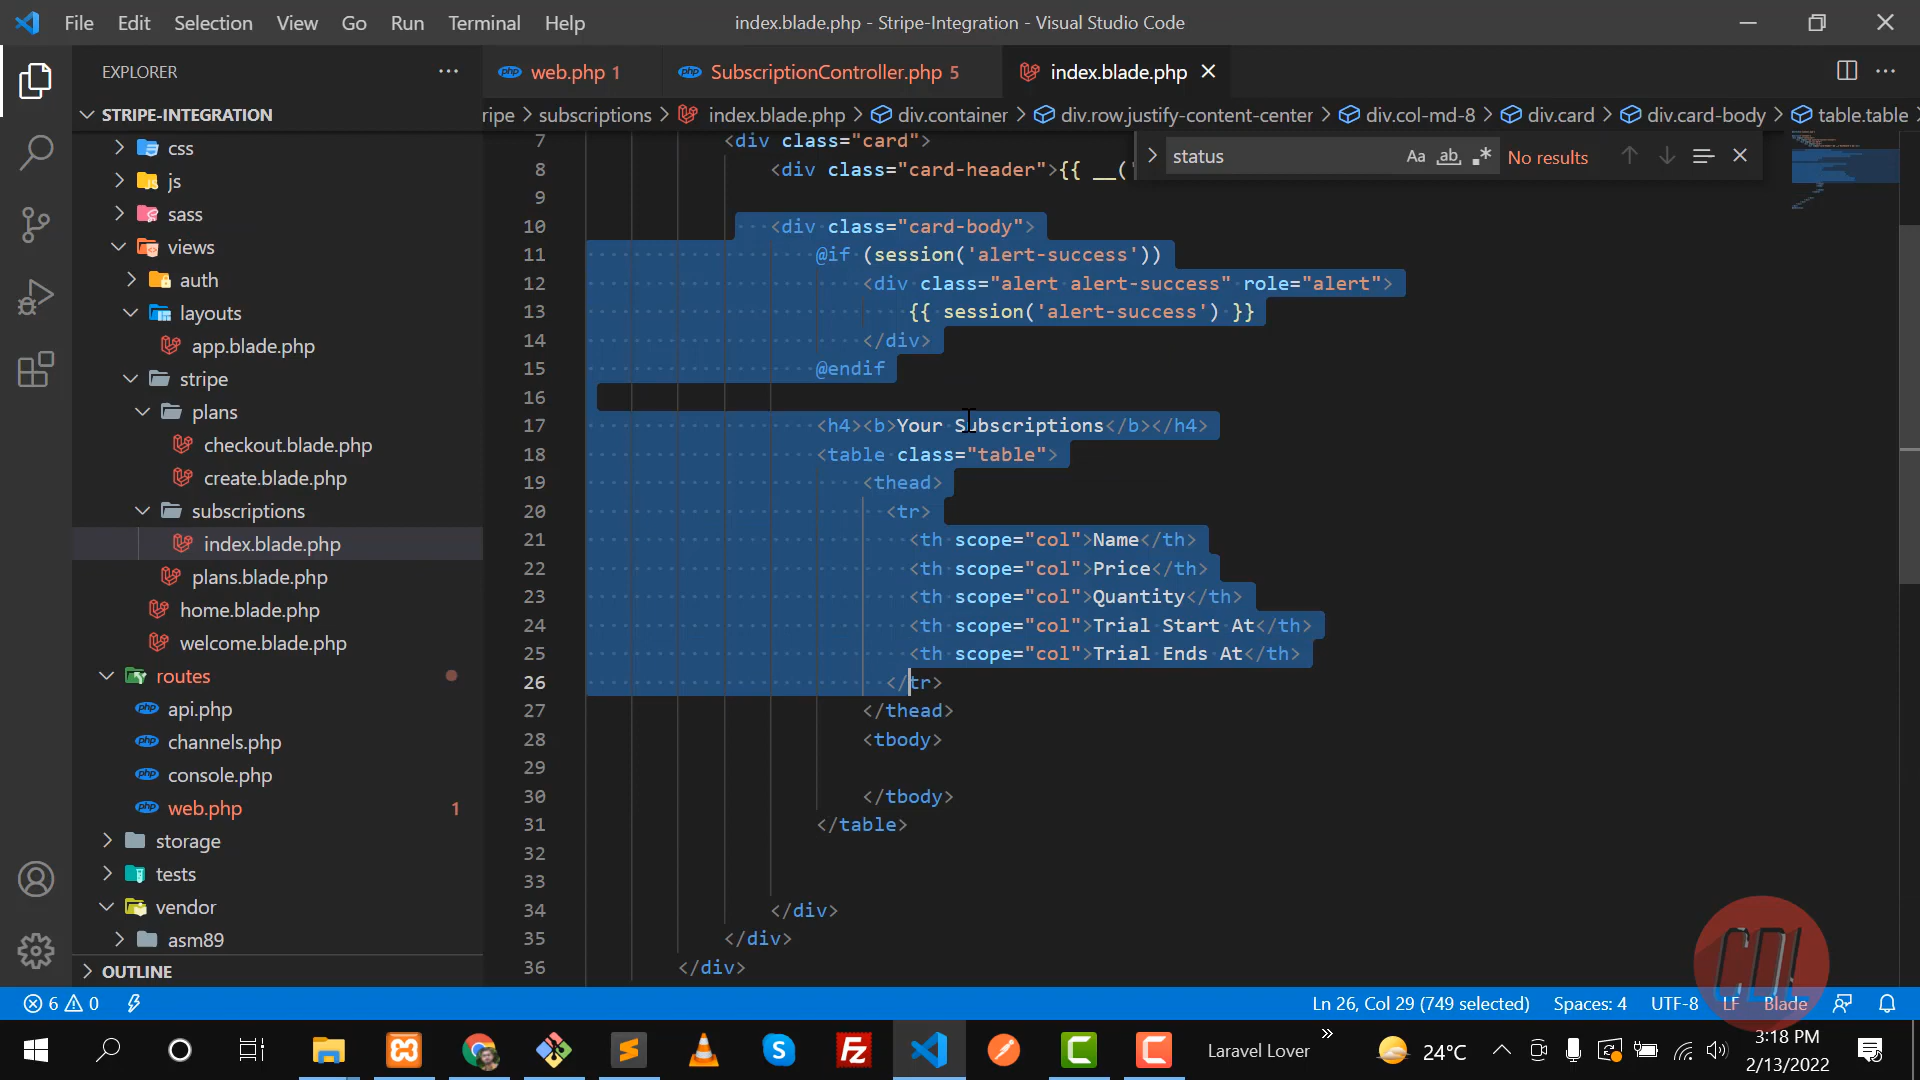 File Edit Selection View Go Run Terminal Help
index.blade.php - Stripe-Integration - Visual Studio Code
EXPLORER
web.php 1
SubscriptionController.php 5
index.blade.php
ripe > subscriptions > index.blade.php > div.container > div.row.justify-content-center > div.col-md-8 > div.card > div.card-body > table.table >
STRIPE-INTEGRATION
css
js
sass
views
auth
layouts
app.blade.php
stripe
plans
checkout.blade.php
create.blade.php
subscriptions
index.blade.php
plans.blade.php
home.blade.php
welcome.blade.php
routes
api.php
channels.php
console.php
web.php 1
storage
tests
vendor
asm89
OUTLINE
status
Aa ab
No results
7 <div class="card">
8 <div class="card-header">{{ __(
9
10 <div class="card-body">
11 @if (session('alert-success'))
12 <div class="alert alert-success" role="alert">
13 {{ session('alert-success') }}
14 </div>
15 @endif
16
17 <h4><b>Your Subscriptions</b></h4>
18 <table class="table">
19 <thead>
20 <tr>
21 <th scope="col">Name</th>
22 <th scope="col">Price</th>
23 <th scope="col">Quantity</th>
24 <th scope="col">Trial Start At</th>
25 <th scope="col">Trial Ends At</th>
26 </tr>
27 </thead>
28 <tbody>
29
30 </tbody>
31 </table>
32
33
34 </div>
35 </div>
36 </div>
CDL
6 0
Ln 26, Col 29 (749 selected) Spaces: 4 UTF-8 LF Blade
Laravel Lover
24°C
3:18 PM
2/13/2022